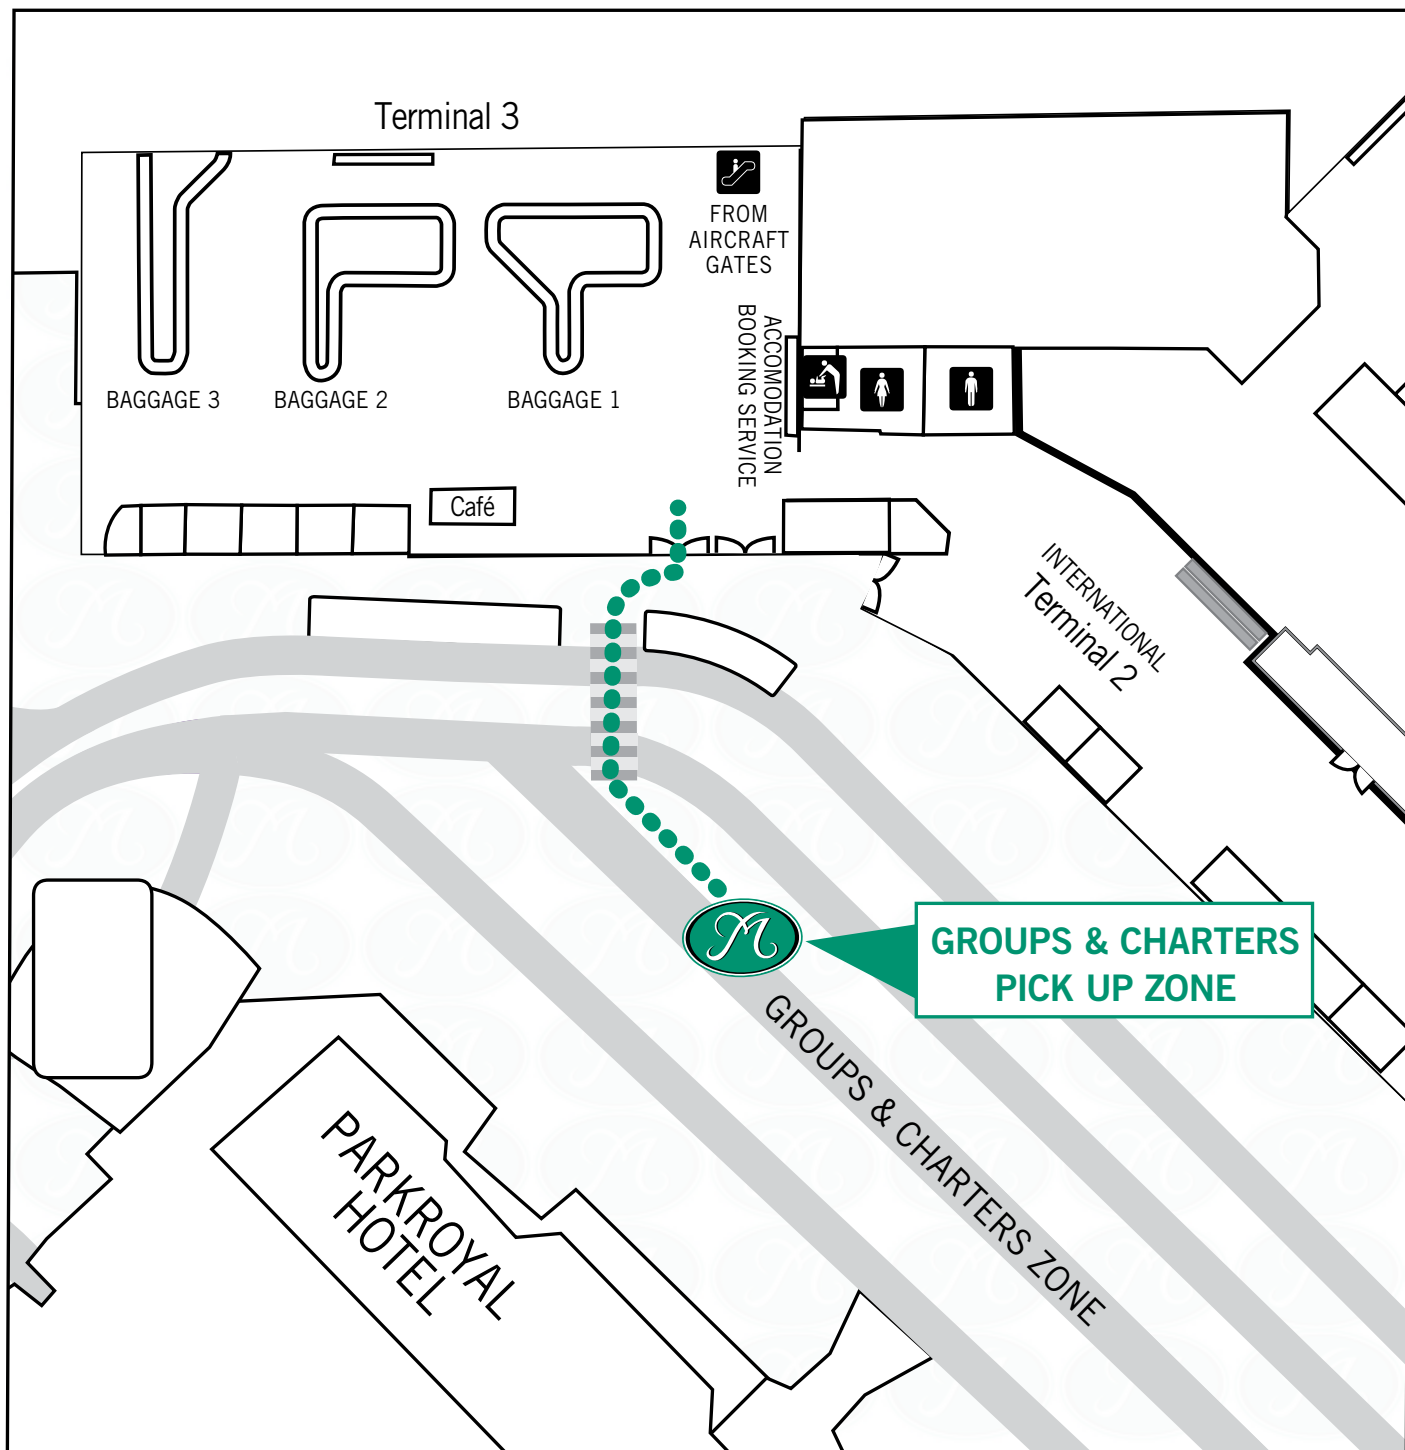 Terminal 3
FROM
AIRCRAFT
GATES
ACCOMODATION
BOOKING SERVICE
BAGGAGE 3
BAGGAGE 2
BAGGAGE 1
Café
INTERNATIONAL
Terminal 2
M
GROUPS & CHARTERS
PICK UP ZONE
GROUPS & CHARTERS ZONE
PARKROYAL
HOTEL